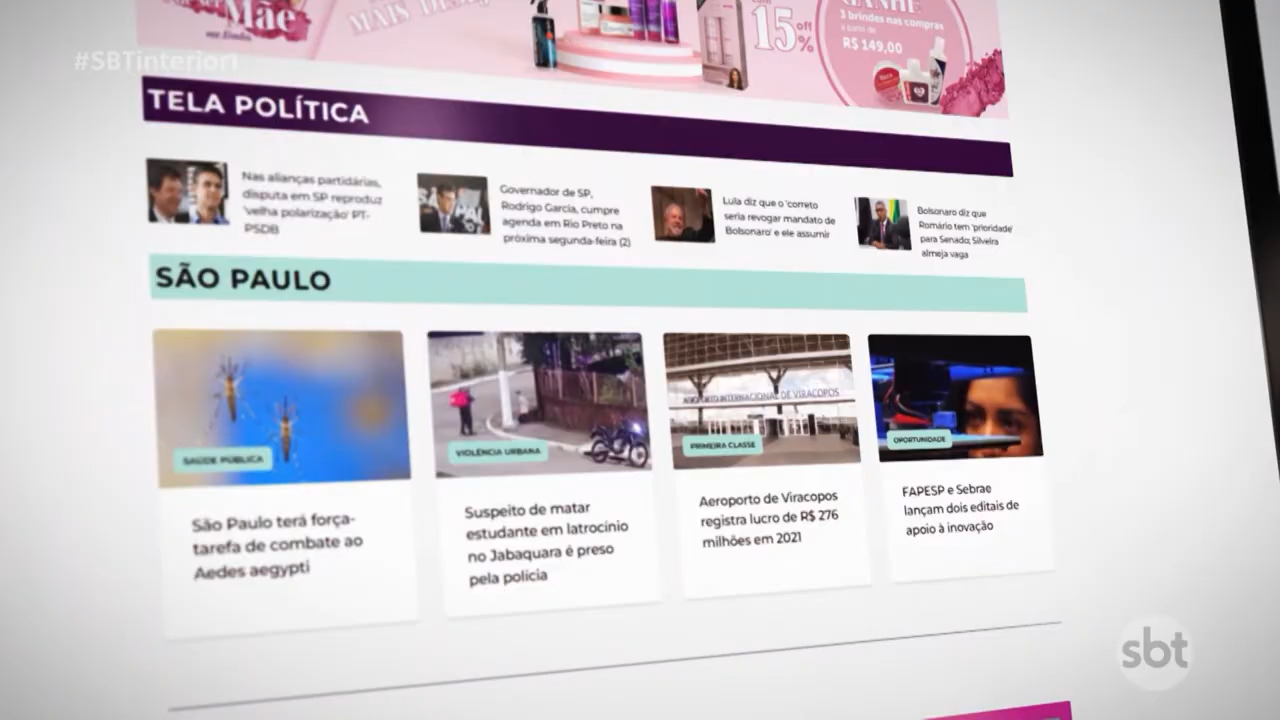 Mãe
MAIS
15% off
GANHE
3 brindes nas compras
a partir de
R$ 149,00
#SBTinterior1
TELA POLÍTICA
Nas alianças partidárias,
disputa em SP reproduz
'velha polarização' PT-
PSDB
Governador de SP,
Rodrigo Garcia, cumpre
agenda em Rio Preto na
próxima segunda-feira (2)
Lula diz que o 'correto
seria revogar mandato de
Bolsonaro' e ele assumir
Bolsonaro diz que
Romário tem 'prioridade'
para Senado; Silveira
almeja vaga
SÃO PAULO
SAÚDE PÚBLICA
São Paulo terá força-
tarefa de combate ao
Aedes aegypti
VIOLÊNCIA URBANA
Suspeito de matar
estudante em latrocínio
no Jabaquara é preso
pela polícia
AEROPORTO INTERNACIONAL DE VIRACOPOS
PRIMEIRA CLASSE
Aeroporto de Viracopos
registra lucro de R$ 276
milhões em 2021
OPORTUNIDADE
FAPESP e Sebrae
lançam dois editais de
apoio à inovação
sbt